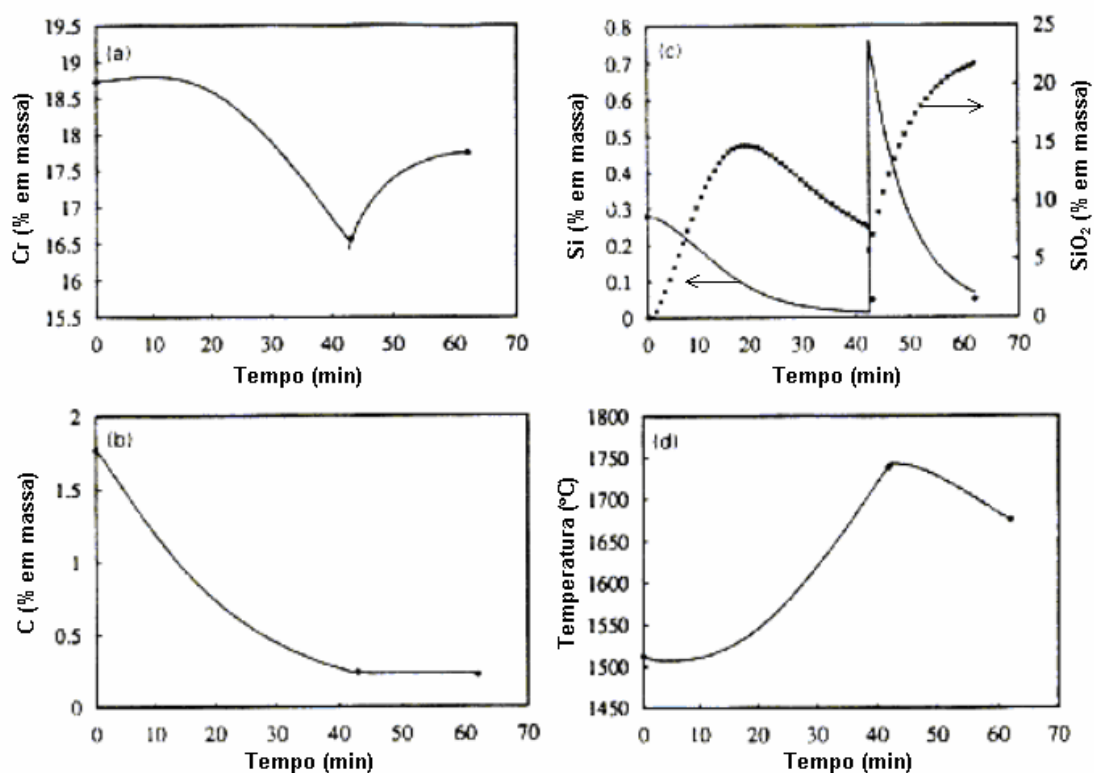 (a)
Cr (% em massa)
19.5
19
18.5
18
17.5
17
16.5
16
15.5
0 10 20 30 40 50 60 70
Tempo (min)
(c)
Si (% em massa)
0.8
0.7
0.6
0.5
0.4
0.3
0.2
0.1
0
25
20
15
10
5
0
SiO₂ (% em massa)
0 10 20 30 40 50 60 70
Tempo (min)
(b)
C (% em massa)
2
1.5
1
0.5
0
0 10 20 30 40 50 60 70
Tempo (min)
(d)
Temperatura (ºC)
1800
1750
1700
1650
1600
1550
1500
1450
0 10 20 30 40 50 60 70
Tempo (min)